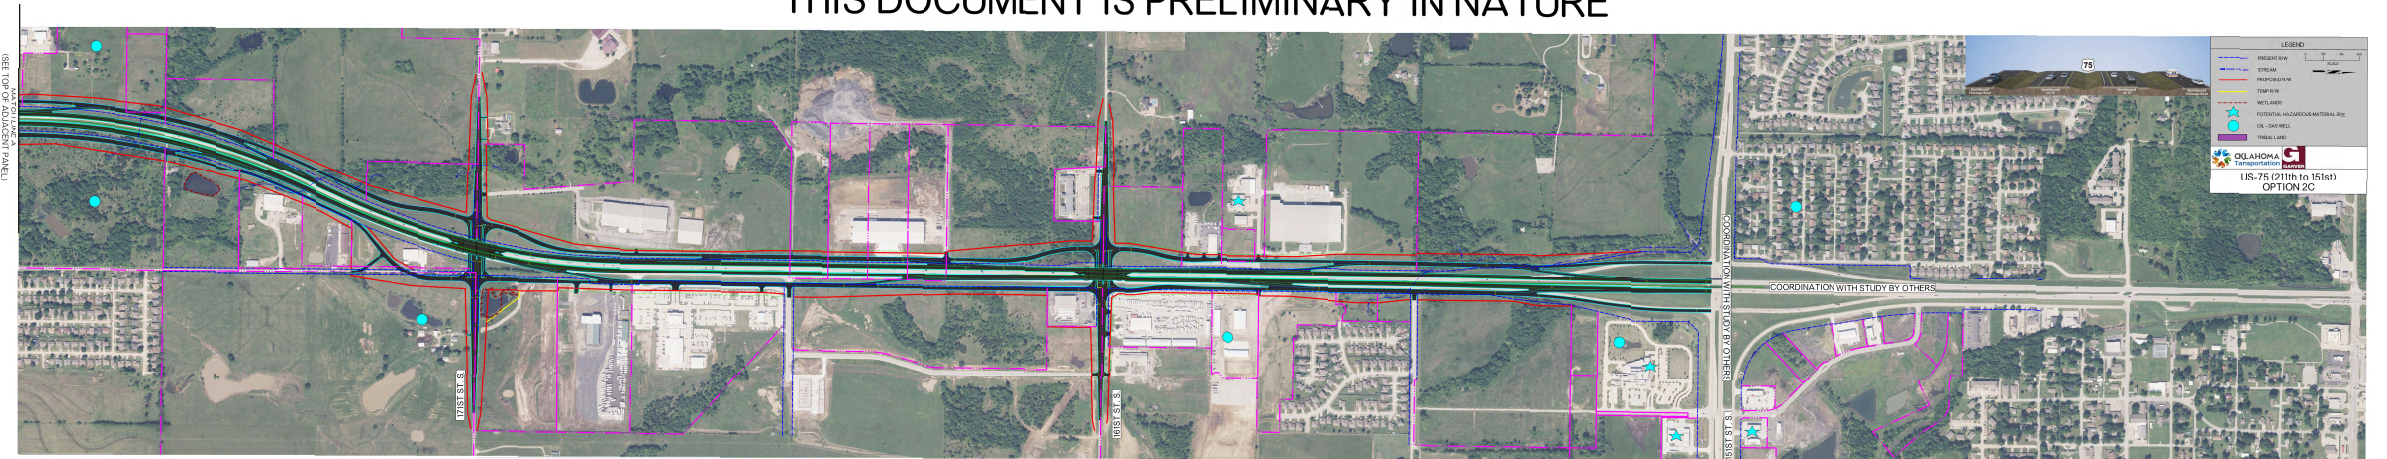 THIS DOCUMENT IS PRELIMINARY IN NATURE
MATCHLINE A
(SEE TOP OF ADJACENT PANEL)
171ST ST. S.
161ST ST. S.
COORDINATION WITH STUDY BY OTHERS
151ST ST. S.
COORDINATION WITH STUDY BY OTHERS
75
LEGEND
PRESENT R/W
STREAM
PROPOSED R/W
TEMP R/W
WETLANDS
POTENTIAL HAZARDOUS MATERIAL SITE
OIL - GAS WELL
TRIBAL LAND
OKLAHOMA
Transportation
G
GARVER
US-75 (211th to 151st)
OPTION 2C